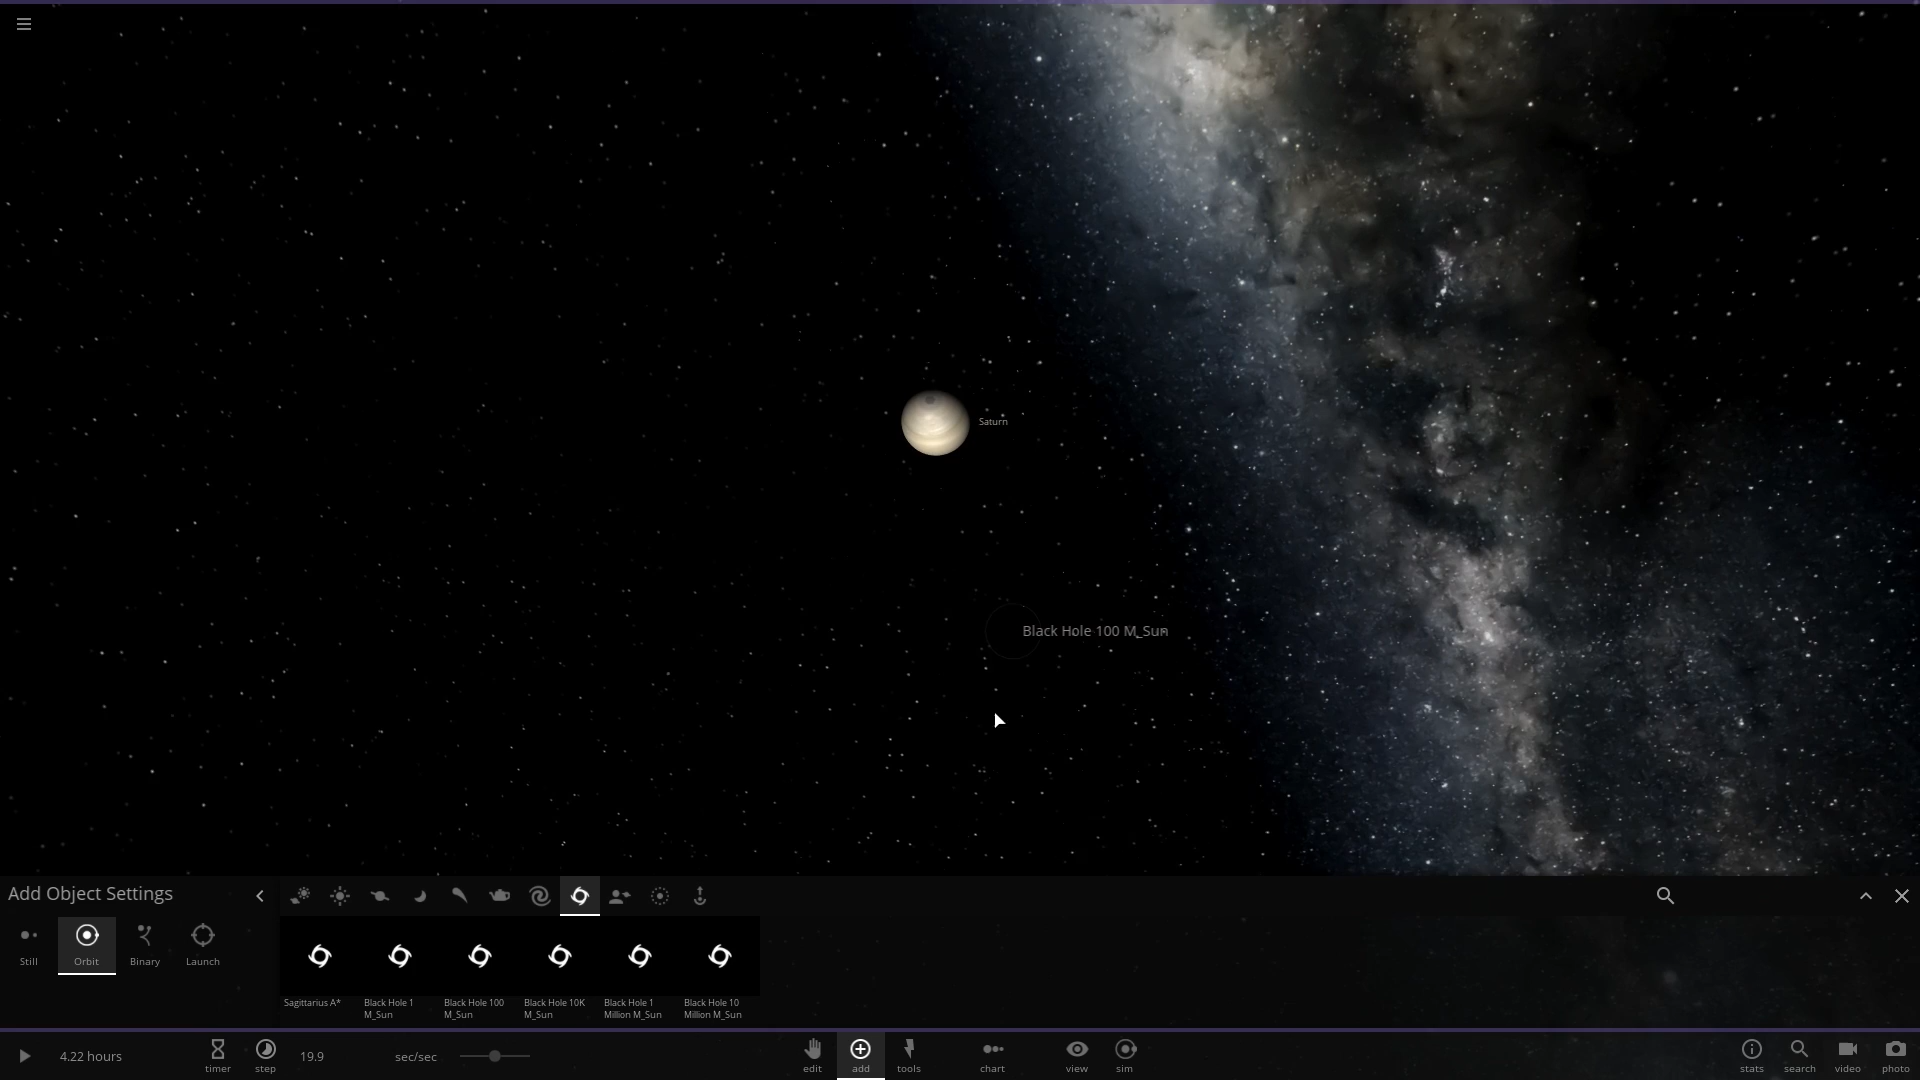 Saturn
Black Hole 100 M_Sun
Add Object Settings
Still
Orbit
Binary
Launch
Sagittarius A*
Black Hole 1
M_Sun
Black Hole 100
M_Sun
Black Hole 10K
M_Sun
Black Hole 1
Million M_Sun
Black Hole 10
Million M_Sun
4.22 hours
timer
step
19.9
sec/sec
edit
add
tools
chart
view
sim
stats
search
video
photo